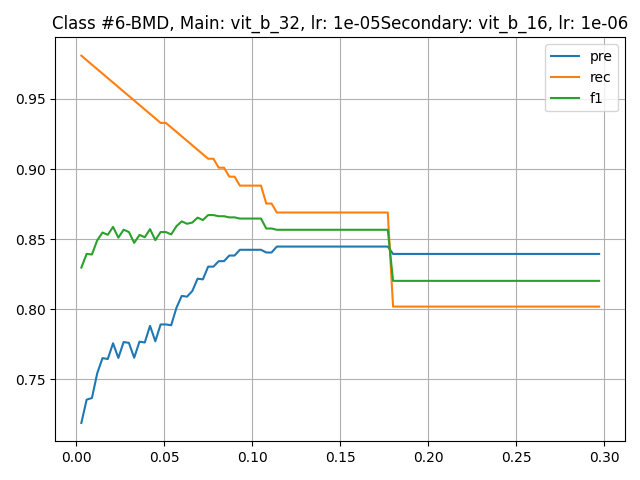 Class #6-BMD, Main: vit_b_32, lr: 1e-05Secondary: vit_b_16, lr: 1e-06
pre
rec
f1
0.95
0.90
0.85
0.80
0.75
0.00 0.05 0.10 0.15 0.20 0.25 0.30